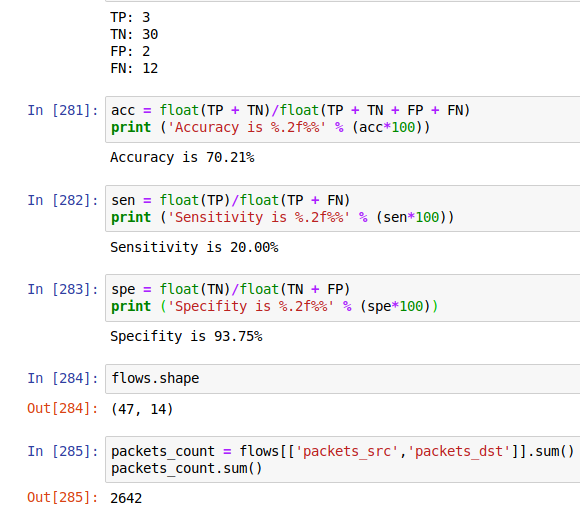 TP: 3
TN: 30
FP: 2
FN: 12
In [281]: acc = float(TP + TN)/float(TP + TN + FP + FN)
print ('Accuracy is %.2f%%' % (acc*100))
Accuracy is 70.21%
In [282]: sen = float(TP)/float(TP + FN)
print ('Sensitivity is %.2f%%' % (sen*100))
Sensitivity is 20.00%
In [283]: spe = float(TN)/float(TN + FP)
print ('Specifity is %.2f%%' % (spe*100))
Specifity is 93.75%
In [284]: flows.shape
Out[284]: (47, 14)
In [285]: packets_count = flows[['packets_src','packets_dst']].sum()
packets_count.sum()
Out[285]: 2642